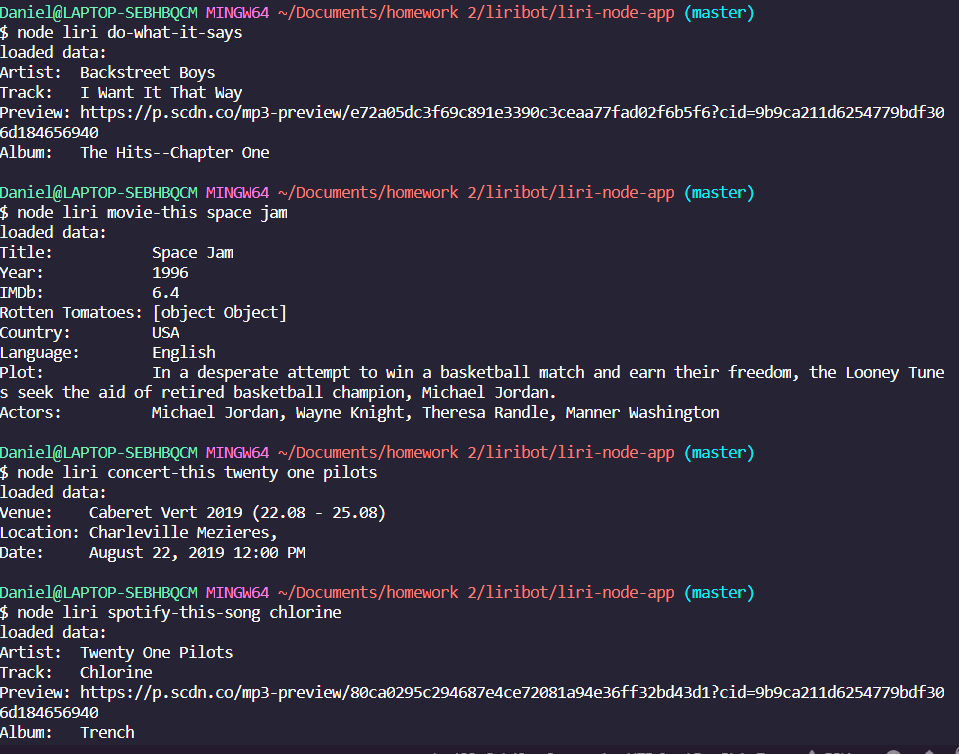 Daniel@LAPTOP-SEBHBQCM MINGW64 ~/Documents/homework 2/liribot/liri-node-app (master)
$ node liri do-what-it-says
loaded data:
Artist:  Backstreet Boys
Track:   I Want It That Way
Preview: https://p.scdn.co/mp3-preview/e72a05dc3f69c891e3390c3ceaa77fad02f6b5f6?cid=9b9ca211d6254779bdf30
6d184656940
Album:   The Hits--Chapter One
Daniel@LAPTOP-SEBHBQCM MINGW64 ~/Documents/homework 2/liribot/liri-node-app (master)
$ node liri movie-this space jam
loaded data:
Title:           Space Jam
Year:            1996
IMDb:            6.4
Rotten Tomatoes: [object Object]
Country:         USA
Language:        English
Plot:            In a desperate attempt to win a basketball match and earn their freedom, the Looney Tune
s seek the aid of retired basketball champion, Michael Jordan.
Actors:          Michael Jordan, Wayne Knight, Theresa Randle, Manner Washington
Daniel@LAPTOP-SEBHBQCM MINGW64 ~/Documents/homework 2/liribot/liri-node-app (master)
$ node liri concert-this twenty one pilots
loaded data:
Venue:    Caberet Vert 2019 (22.08 - 25.08)
Location: Charleville Mezieres,
Date:     August 22, 2019 12:00 PM
Daniel@LAPTOP-SEBHBQCM MINGW64 ~/Documents/homework 2/liribot/liri-node-app (master)
$ node liri spotify-this-song chlorine
loaded data:
Artist:  Twenty One Pilots
Track:   Chlorine
Preview: https://p.scdn.co/mp3-preview/80ca0295c294687e4ce72081a94e36ff32bd43d1?cid=9b9ca211d6254779bdf30
6d184656940
Album:   Trench